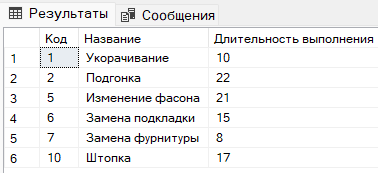 Результаты Сообщения
Код Название Длительность выполнения
1 1 Укорачивание 10
2 2 Подгонка 22
3 5 Изменение фасона 21
4 6 Замена подкладки 15
5 7 Замена фурнитуры 8
6 10 Штопка 17